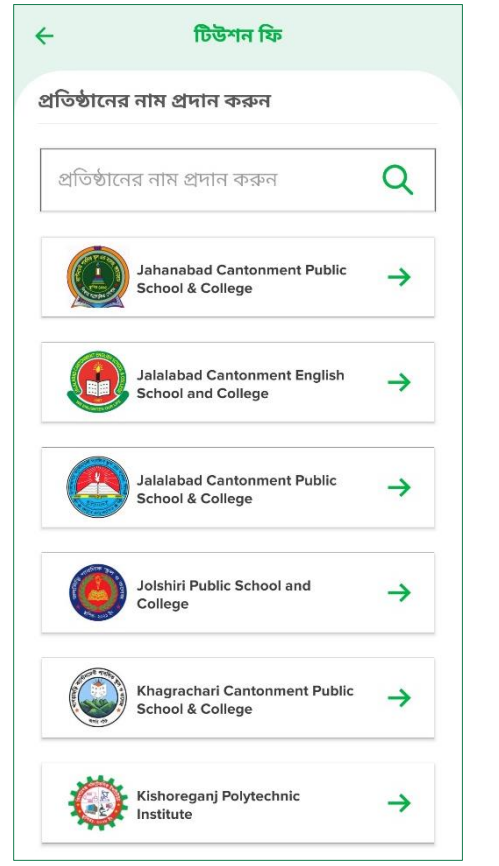 টিউশন ফি
প্রতিষ্ঠানের নাম প্রদান করুন
প্রতিষ্ঠানের নাম প্রদান করুন
Jahanabad Cantonment Public
School & College
Jalalabad Cantonment English
School and College
Jalalabad Cantonment Public
School & College
Jolshiri Public School and
College
Khagrachari Cantonment Public
School & College
Kishoreganj Polytechnic
Institute